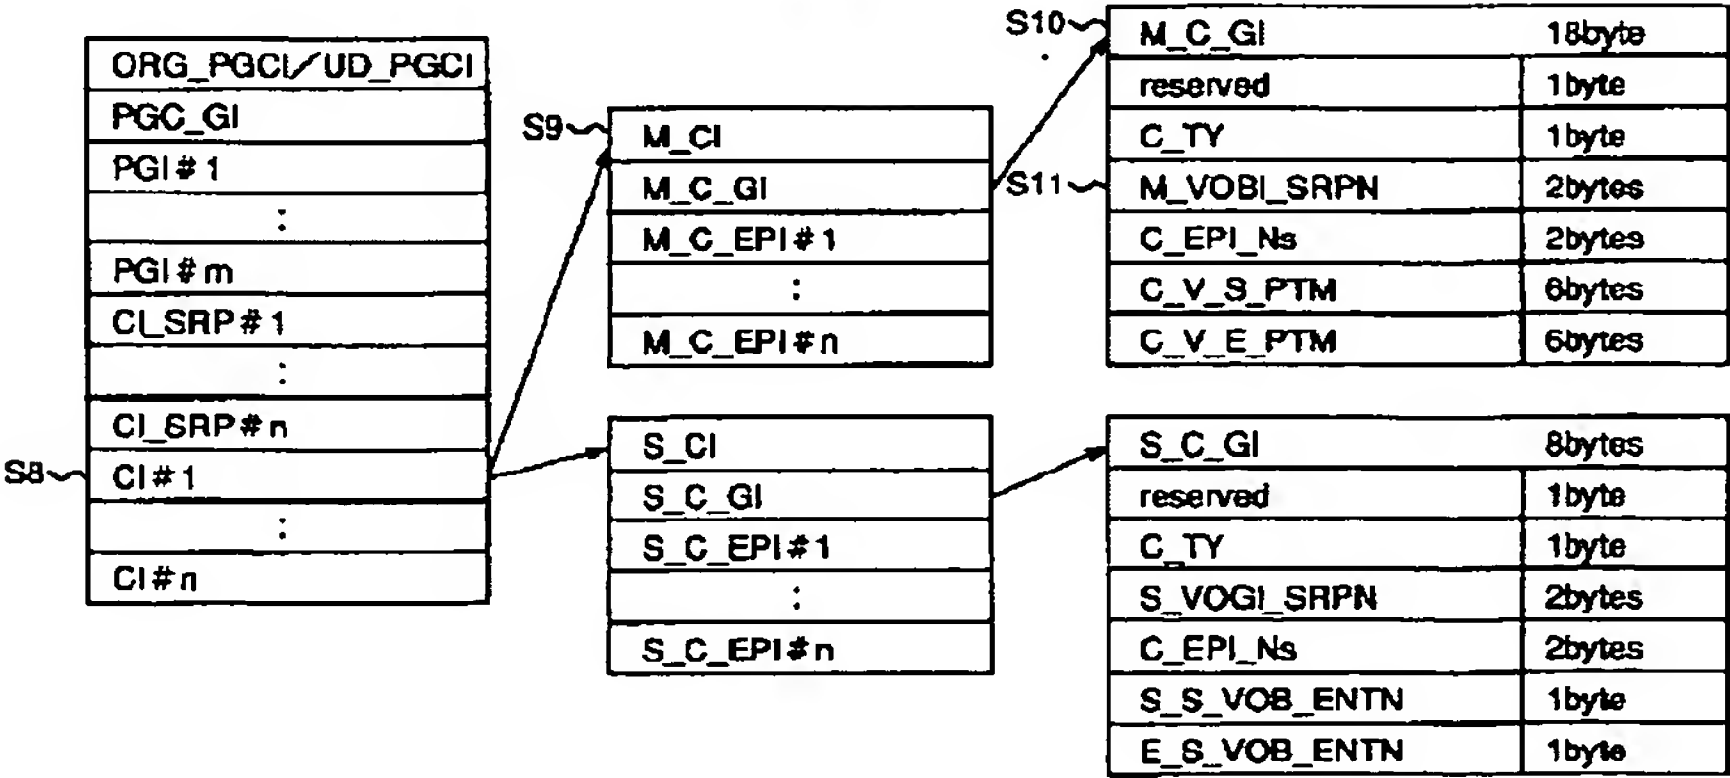 ORG_PGCI/UD_PGCI
PGC_GI
PGI#1
:
PGI#m
CI_SRP#1
:
CI_SRP#n
S8
CI#1
:
CI#n
S9
M_CI
M_C_GI
M_C_EPI#1
:
M_C_EPI#n
S_CI
S_C_GI
S_C_EPI#1
:
S_C_EPI#n
S10
M_C_GI 18byte
reserved 1byte
C_TY 1byte
S11
M_VOBI_SRPN 2bytes
C_EPI_Ns 2bytes
C_V_S_PTM 6bytes
C_V_E_PTM 6bytes
S_C_GI 8bytes
reserved 1byte
C_TY 1byte
S_VOGI_SRPN 2bytes
C_EPI_Ns 2bytes
S_S_VOB_ENTN 1byte
E_S_VOB_ENTN 1byte